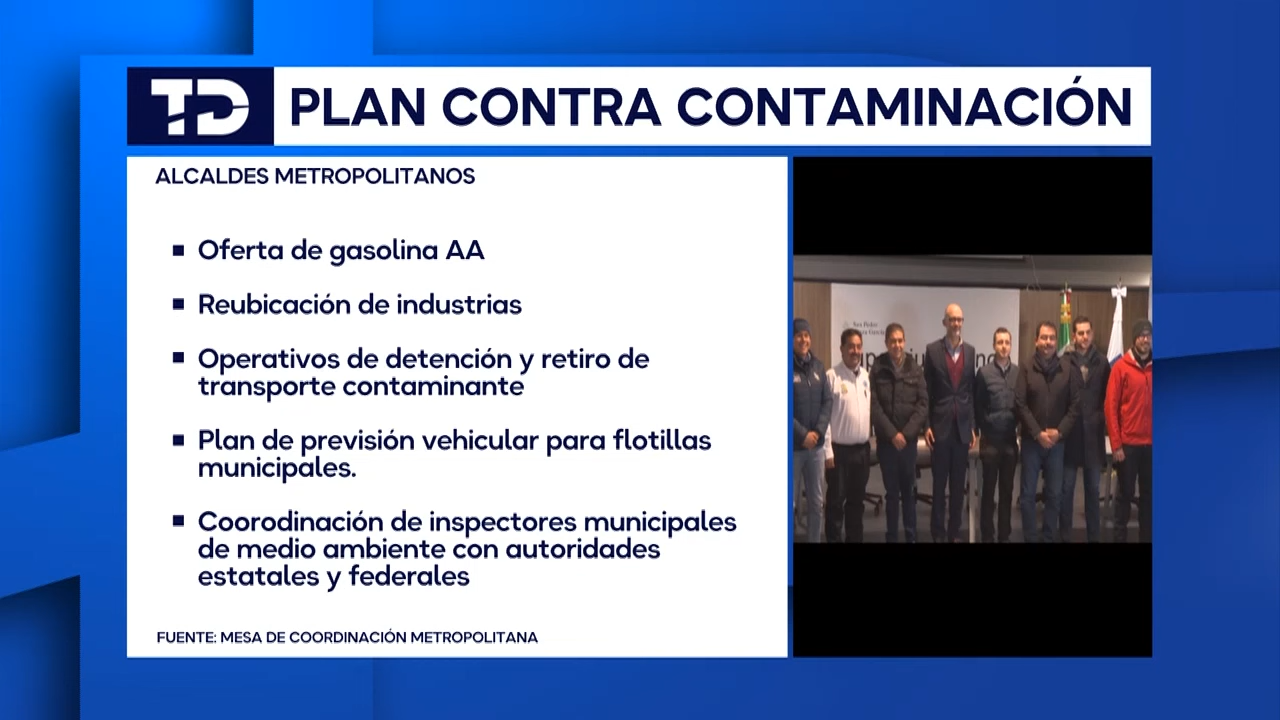 TD PLAN CONTRA CONTAMINACIÓN
ALCALDES METROPOLITANOS
Oferta de gasolina AA
Reubicación de industrias
Operativos de detención y retiro de
transporte contaminante
Plan de previsión vehicular para flotillas
municipales.
Coorodinación de inspectores municipales
de medio ambiente con autoridades
estatales y federales
FUENTE: MESA DE COORDINACIÓN METROPOLITANA
San Pedro